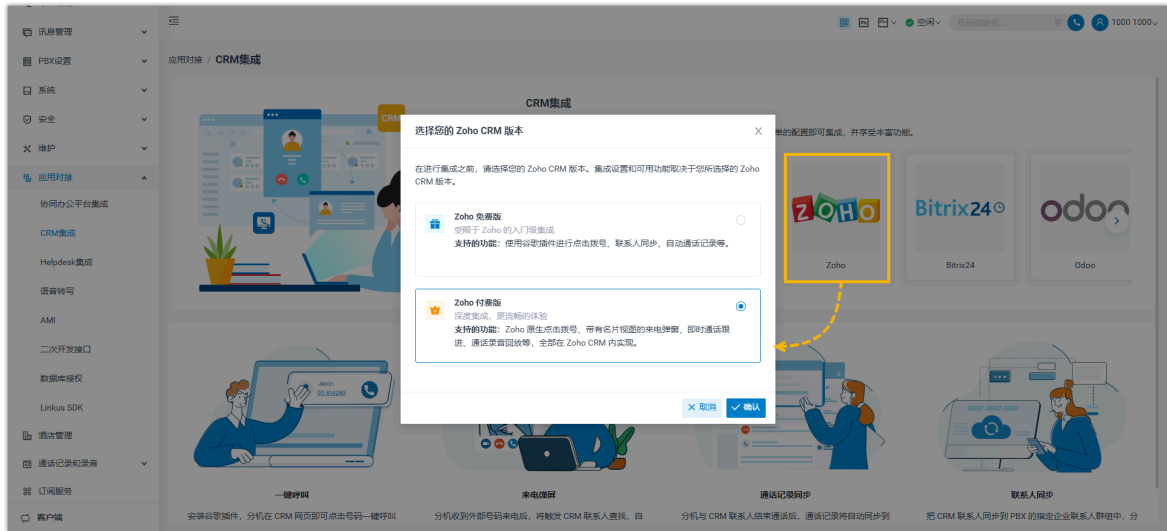 讯息管理
PBX设置
系统
安全
维护
应用对接
协同办公平台集成
CRM集成
Helpdesk集成
语音转写
AMI
二次开发接口
数据库授权
Linkus SDK
酒店管理
通话记录和录音
订阅服务
客户端
空闲
号码或姓名...
1000 1000
应用对接 / CRM集成
CRM集成
单的配置即可集成，并享受丰富功能。
CRM
选择您的 Zoho CRM 版本
在进行集成之前，请选择您的 Zoho CRM 版本。集成设置和可用功能取决于您所选择的 Zoho
CRM 版本。
Zoho 免费版
受限于 Zoho 的入门级集成
支持的功能：使用谷歌插件进行点击拨号、联系人同步、自动通话记录等。
Zoho 付费版
深度集成，更流畅的体验
支持的功能：Zoho 原生点击拨号、带有名片视图的来电弹窗、即时通话跟
进、通话录音回放等，全部在 Zoho CRM 内实现。
取消
确认
ZOHO
Zoho
Bitrix24
Bitrix24
odoo
Odoo
Jason
00 814289
一键呼叫
安装谷歌插件，分机在 CRM 网页即可点击号码一键呼叫
来电弹屏
分机收到外部号码来电后，将触发 CRM 联系人查找，自
通话记录同步
分机与 CRM 联系人结束通话后，通话记录将自动同步到
联系人同步
把 CRM 联系人同步到 PBX 的指定企业联系人群组中，分